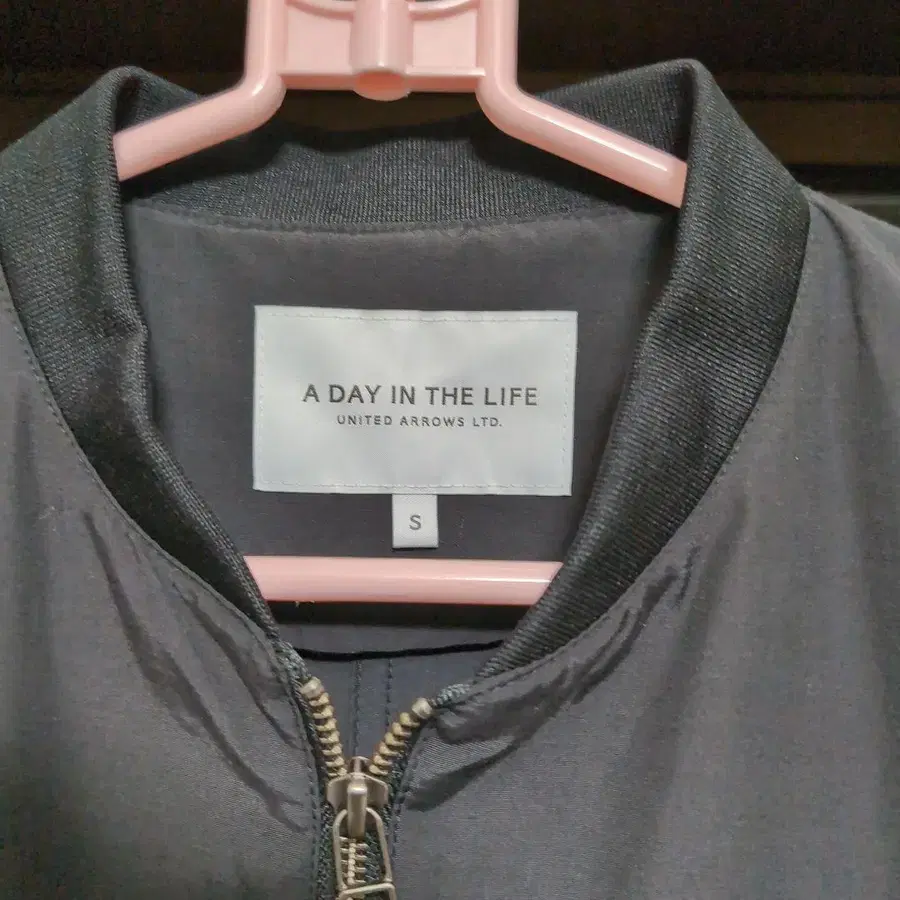 A DAY IN THE LIFE
UNITED ARROWS LTD.
S